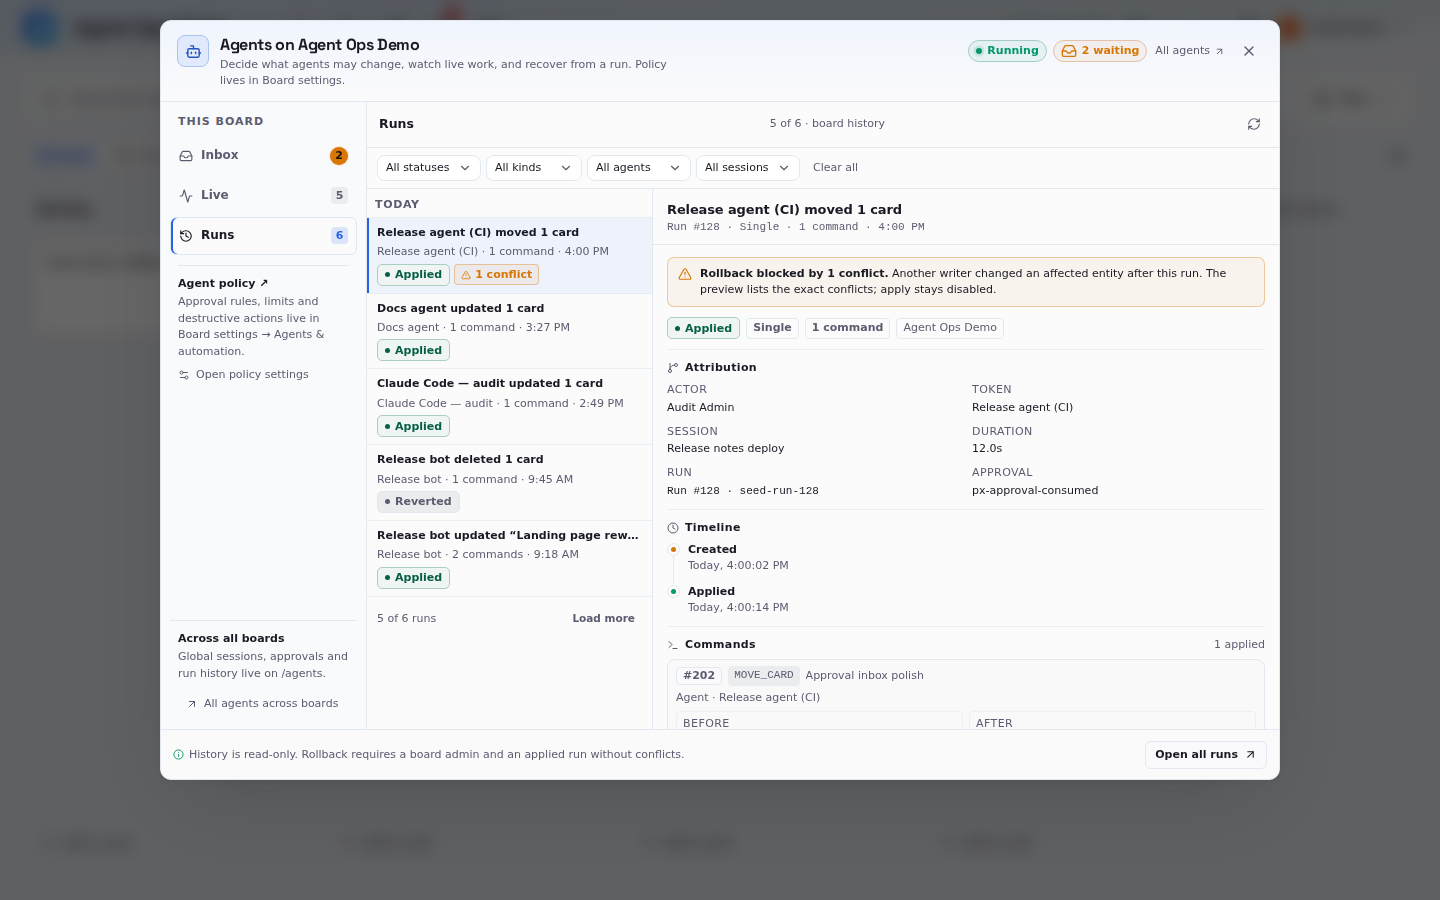 Agents on Agent Ops Demo
Decide what agents may change, watch live work, and recover from a run. Policy
lives in Board settings.
Running
2 waiting
All agents ↗
THIS BOARD
Inbox
2
Live
5
Runs
6
Agent policy ↗
Approval rules, limits and
destructive actions live in
Board settings → Agents &
automation.
Open policy settings
Across all boards
Global sessions, approvals and
run history live on /agents.
All agents across boards
Runs
5 of 6 · board history
All statuses
All kinds
All agents
All sessions
Clear all
TODAY
Release agent (CI) moved 1 card
Release agent (CI) · 1 command · 4:00 PM
Applied
1 conflict
Docs agent updated 1 card
Docs agent · 1 command · 3:27 PM
Applied
Claude Code — audit updated 1 card
Claude Code — audit · 1 command · 2:49 PM
Applied
Release bot deleted 1 card
Release bot · 1 command · 9:45 AM
Reverted
Release bot updated “Landing page rew…
Release bot · 2 commands · 9:18 AM
Applied
5 of 6 runs
Load more
Release agent (CI) moved 1 card
Run #128 · Single · 1 command · 4:00 PM
Rollback blocked by 1 conflict. Another writer changed an affected entity after this run. The
preview lists the exact conflicts; apply stays disabled.
Applied
Single
1 command
Agent Ops Demo
Attribution
ACTOR
Audit Admin
TOKEN
Release agent (CI)
SESSION
Release notes deploy
DURATION
12.0s
RUN
Run #128 · seed-run-128
APPROVAL
px-approval-consumed
Timeline
Created
Today, 4:00:02 PM
Applied
Today, 4:00:14 PM
Commands
1 applied
#202
MOVE_CARD
Approval inbox polish
Agent · Release agent (CI)
BEFORE
AFTER
History is read-only. Rollback requires a board admin and an applied run without conflicts.
Open all runs